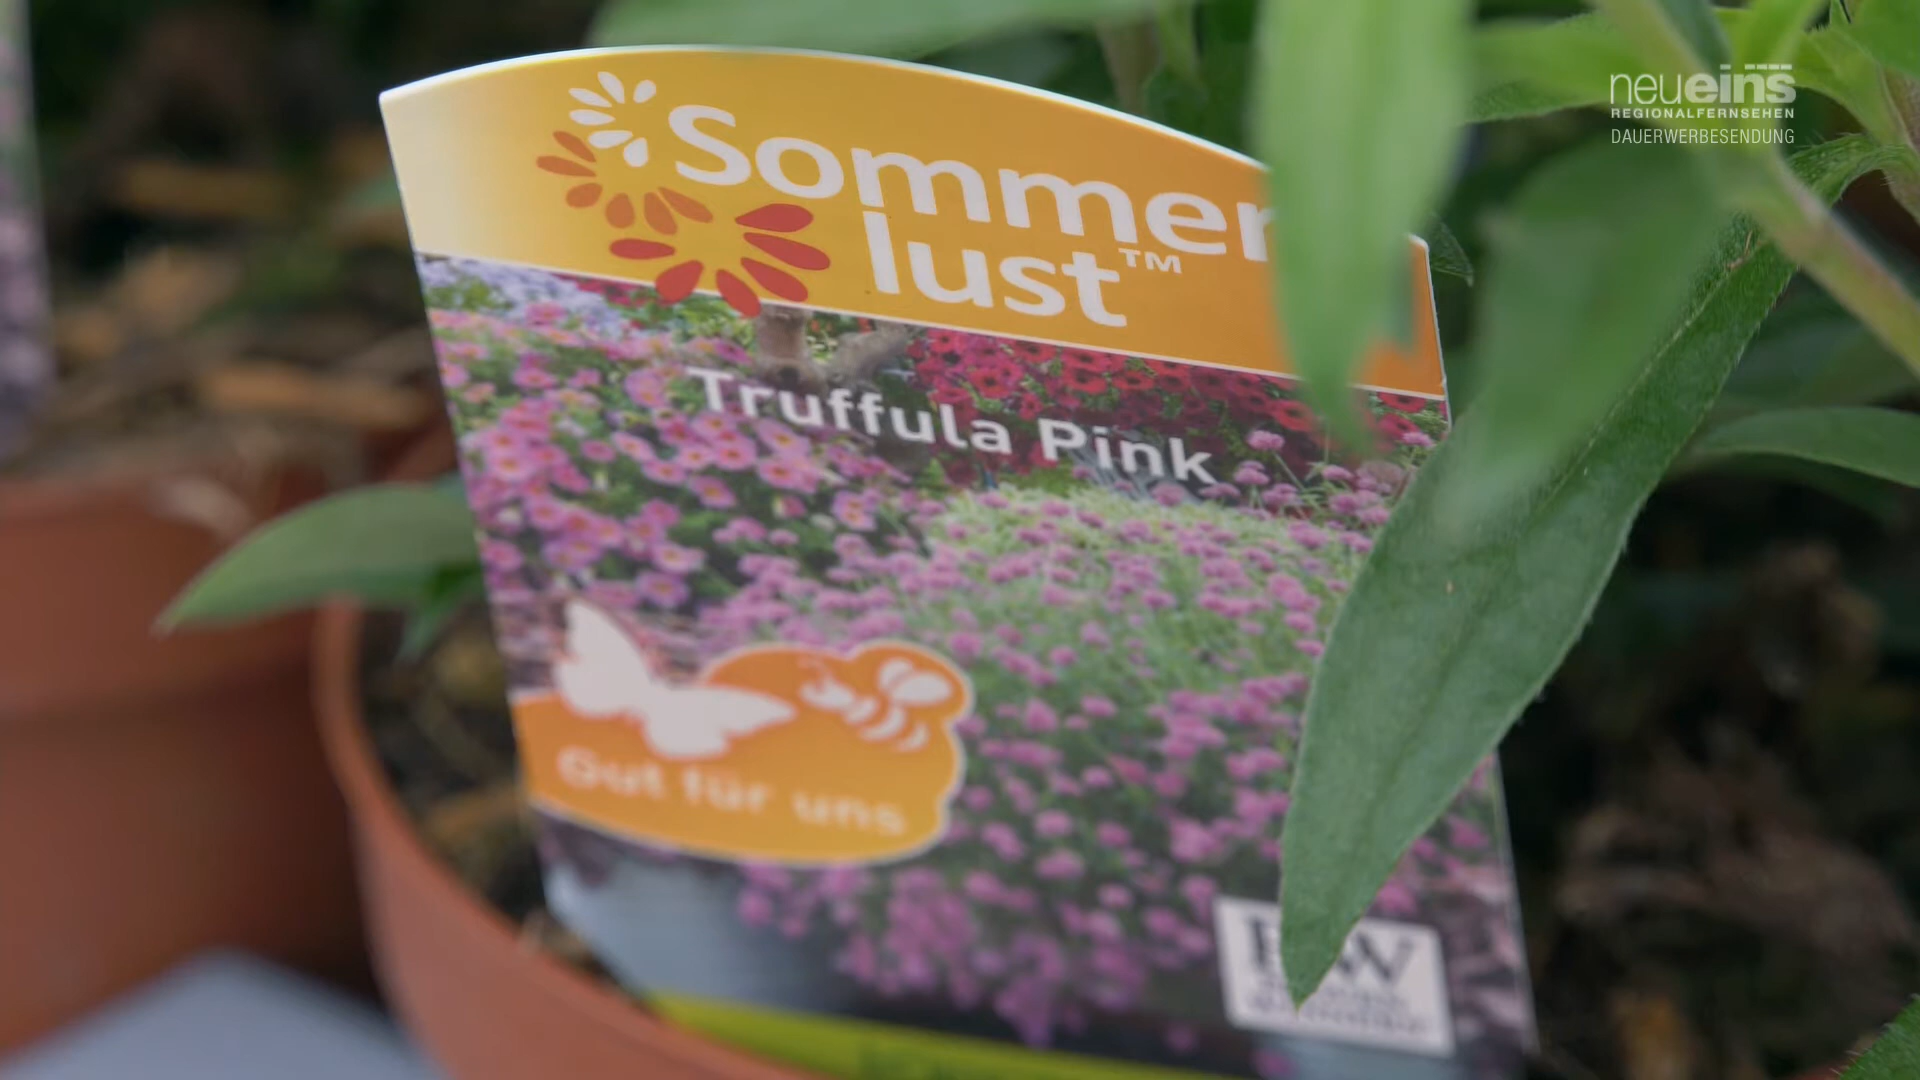 neueins
REGIONALFERNSEHEN
DAUERWERBESENDUNG
Sommer
lust™
Truffula Pink
Gut für uns